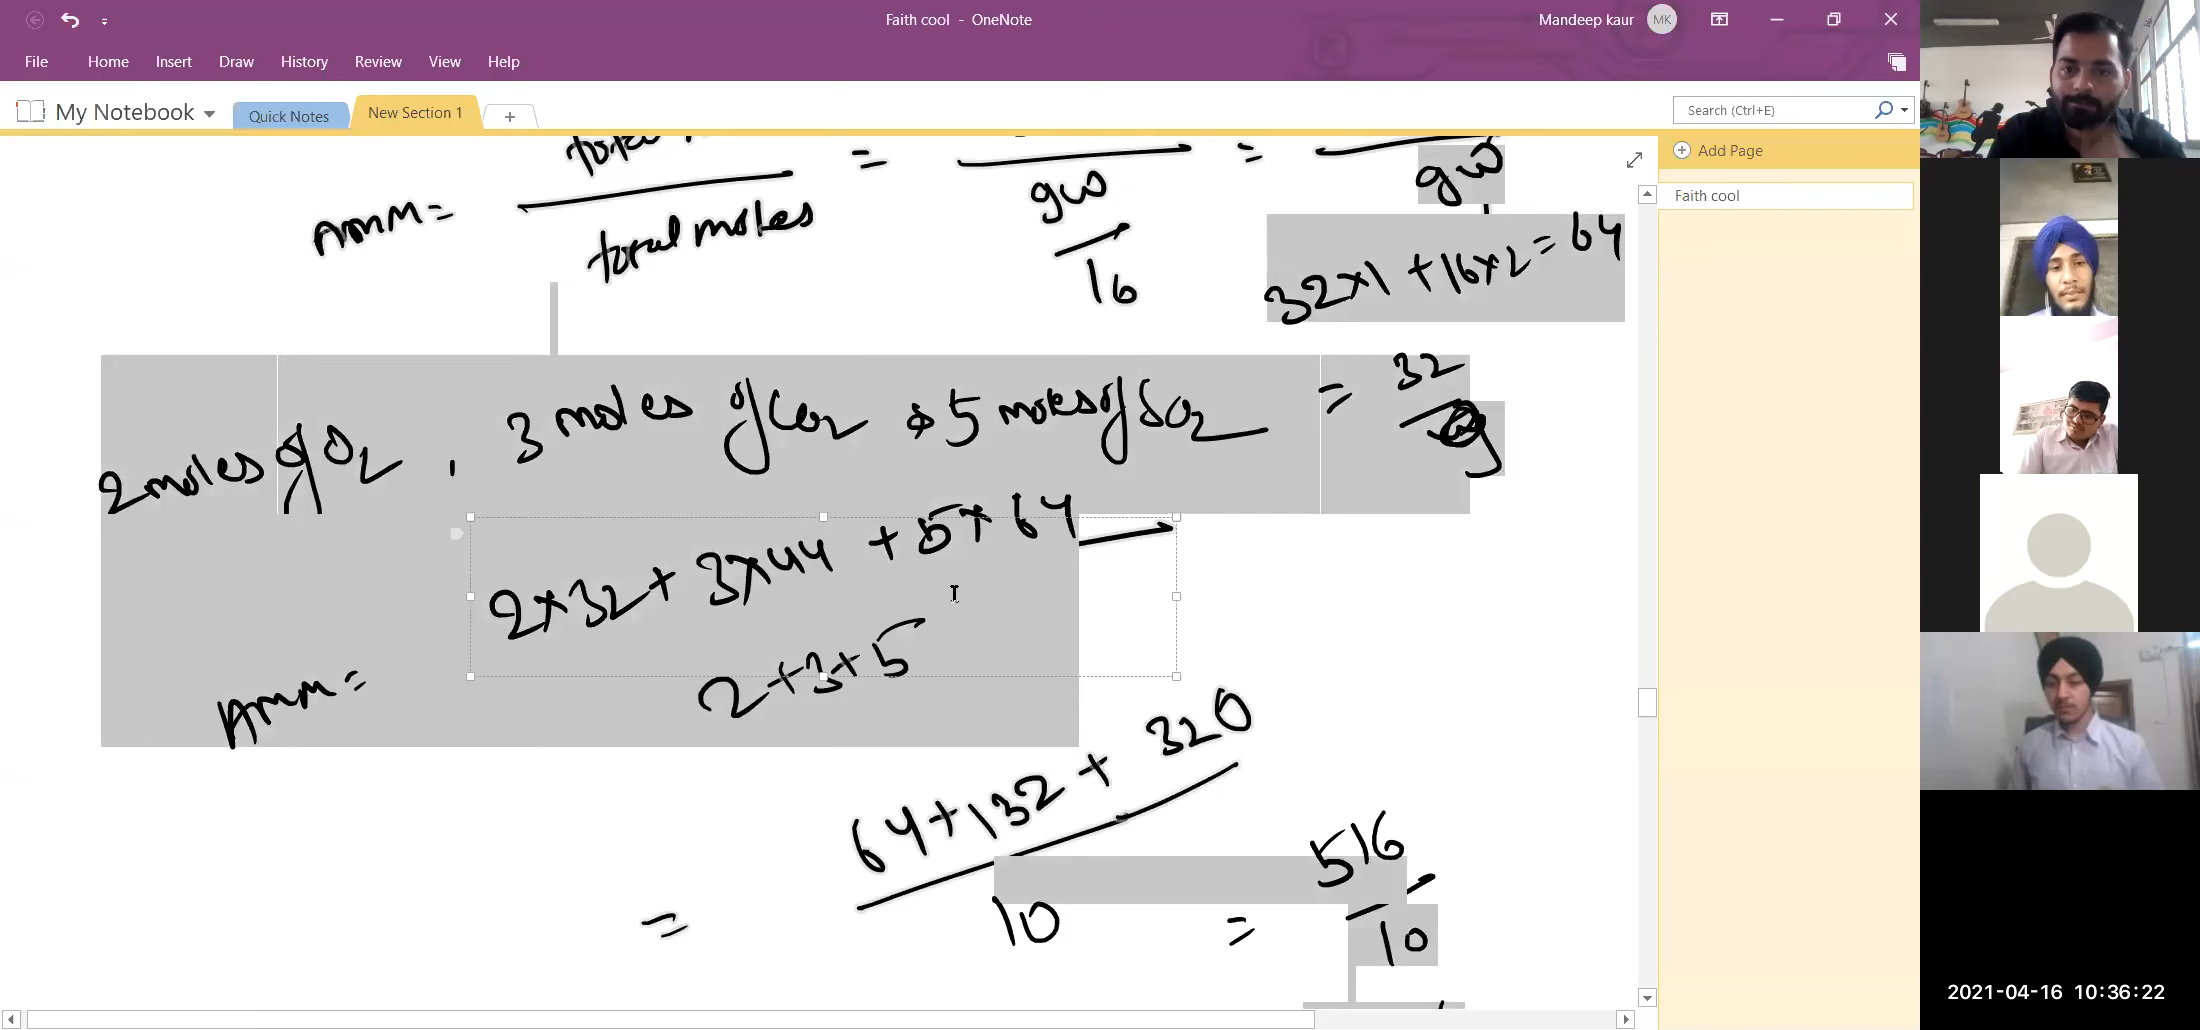 Faith cool - OneNote
Mandeep kaur MK
File Home Insert Draw History Review View Help
My Notebook Quick Notes New Section 1 +
Search (Ctrl+E)
Add Page
Faith cool
total
AMM= total moles = gw = gw
16
32×1 + 16×2 = 64
2 moles of O2 , 3 moles of CO2 & 5 moles of SO2 = 32
2×32 + 3×44 + 5×64
AMM= 2+3+5
= 64+132+320 = 516
10 10
2021-04-16 10:36:22